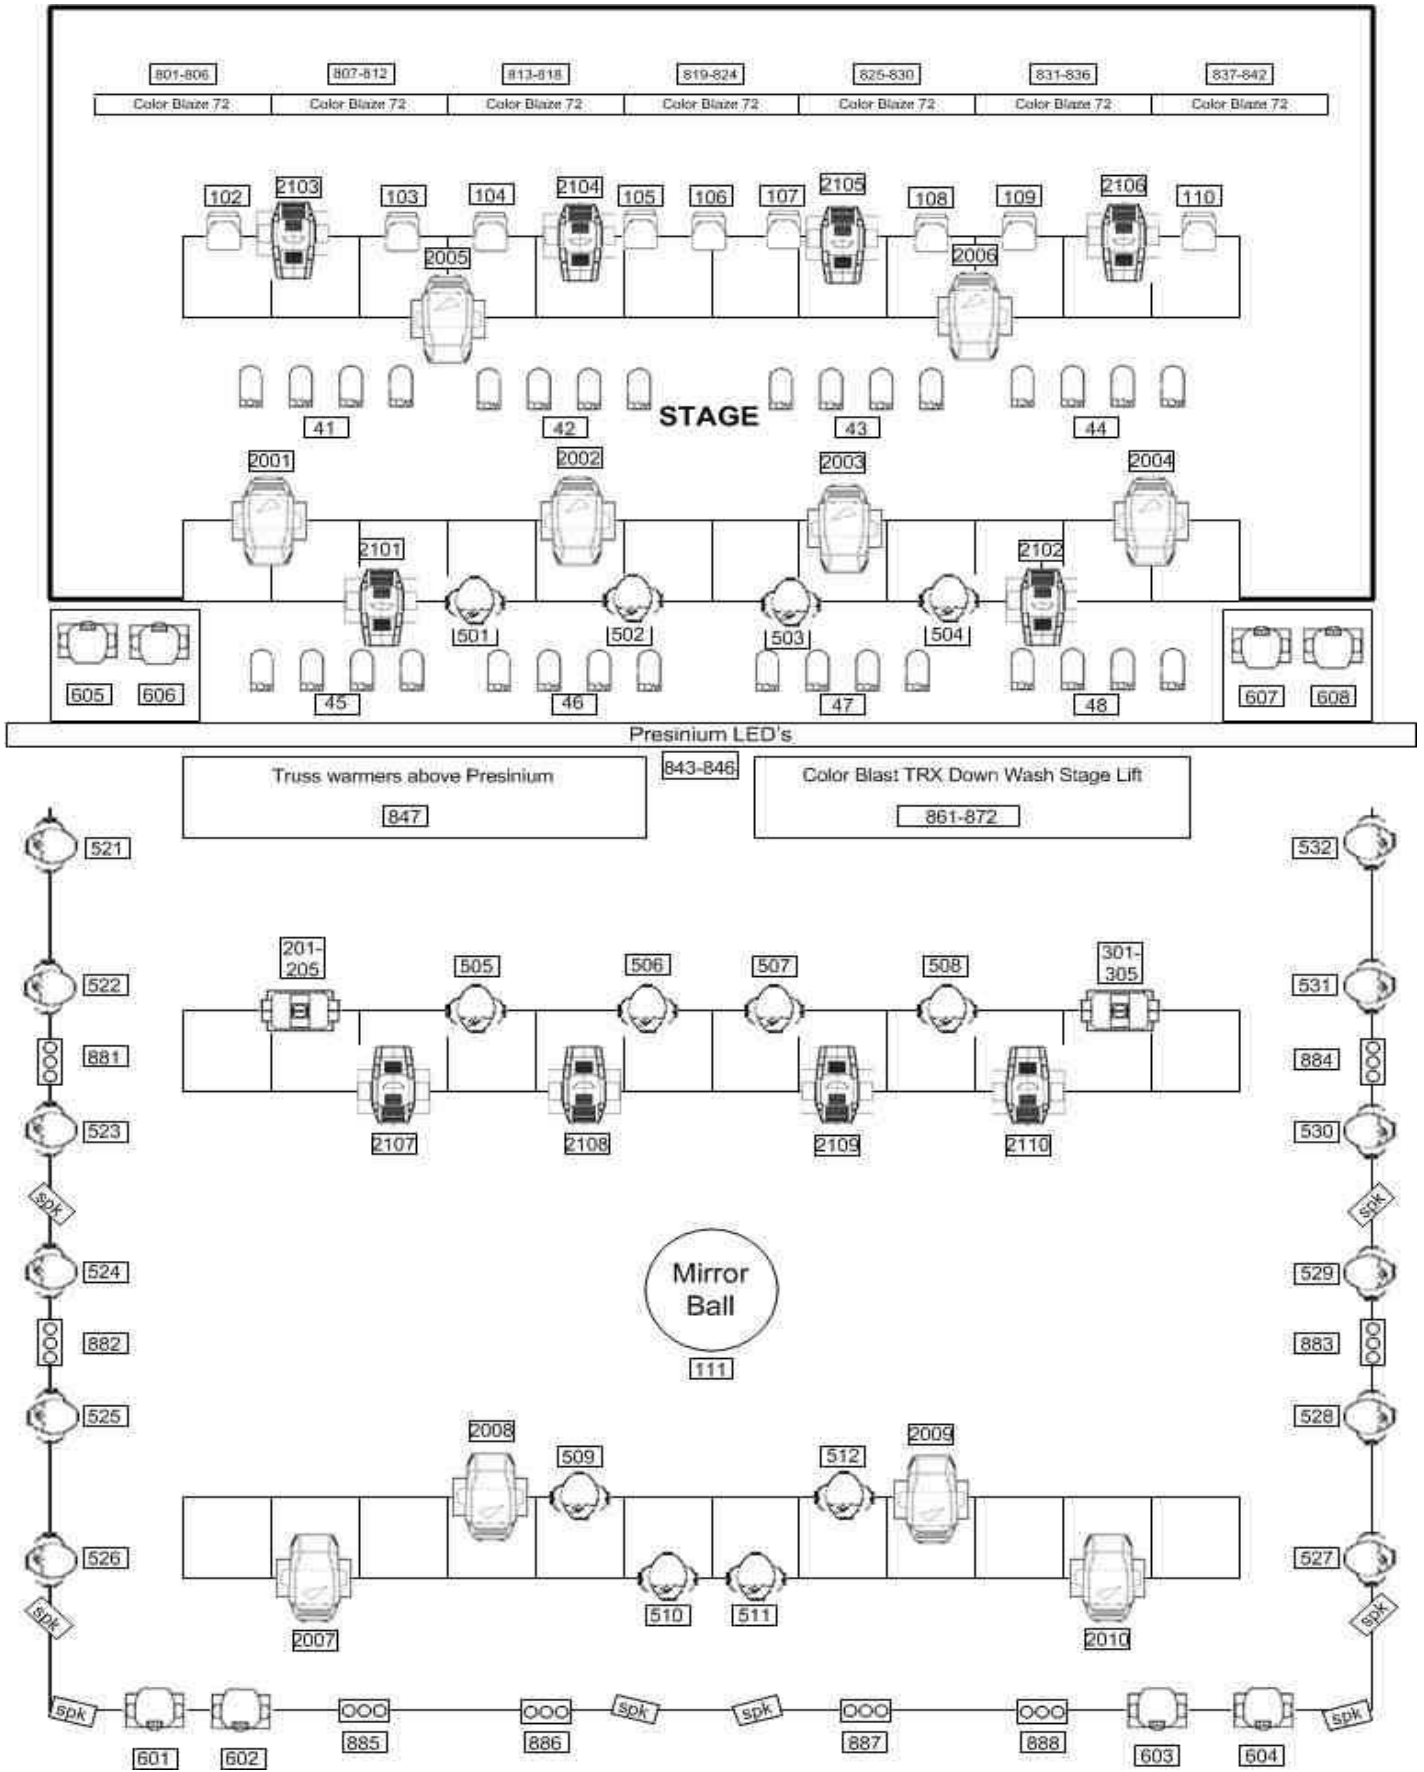 801-806 807-812 813-818 819-824 825-830 831-836 837-842
Color Blaze 72 Color Blaze 72 Color Blaze 72 Color Blaze 72 Color Blaze 72 Color Blaze 72 Color Blaze 72
102 2103 103 104 2104 105 106 107 2105 108 109 2106 110
2005 2006
STAGE
41 42 43 44
2001 2002 2003 2004
2101 2102
501 502 503 504
605 606 607 608
45 46 47 48
Presinium LED's
843-846
Truss warmers above Presinium Color Blast TRX Down Wash Stage Lift
847 861-872
521 532
201- 301-
205 305
505 506 507 508
522 531
881 884
523 530
2107 2108 2109 2110
spk spk
524 529
Mirror
Ball
882 883
111
525 528
2008 2009
509 512
526 527
510 511
spk spk
2007 2010
spk spk spk spk
885 886 887 888
601 602 603 604